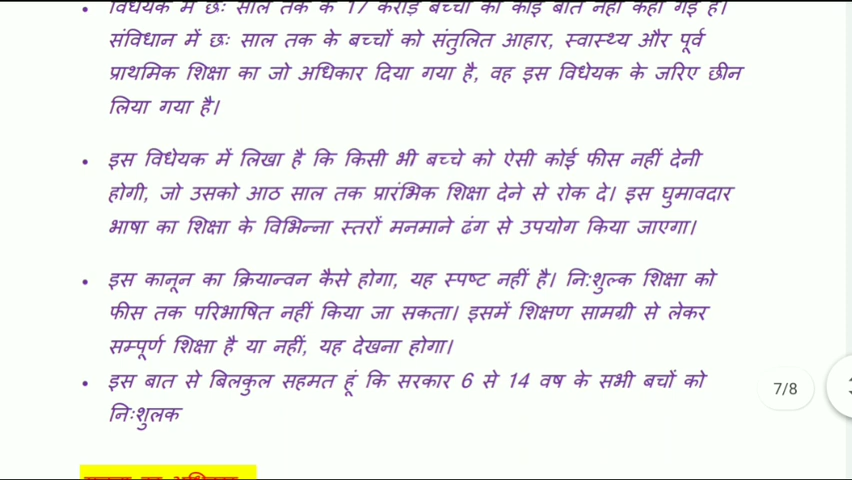 विधेयक में छः साल तक के 17 करोड़ बच्चों की कोई बात नहीं कही गई है।
संविधान में छः साल तक के बच्चों को संतुलित आहार, स्वास्थ्य और पूर्व
प्राथमिक शिक्षा का जो अधिकार दिया गया है, वह इस विधेयक के जरिए छीन
लिया गया है।
इस विधेयक में लिखा है कि किसी भी बच्चे को ऐसी कोई फीस नहीं देनी
होगी, जो उसको आठ साल तक प्रारंभिक शिक्षा देने से रोक दे। इस घुमावदार
भाषा का शिक्षा के विभिन्ना स्तरों मनमाने ढंग से उपयोग किया जाएगा।
इस कानून का क्रियान्वन कैसे होगा, यह स्पष्ट नहीं है। नि:शुल्क शिक्षा को
फीस तक परिभाषित नहीं किया जा सकता। इसमें शिक्षण सामग्री से लेकर
सम्पूर्ण शिक्षा है या नहीं, यह देखना होगा।
इस बात से बिलकुल सहमत हूं कि सरकार 6 से 14 वष के सभी बचों को
निःशुलक
7/8